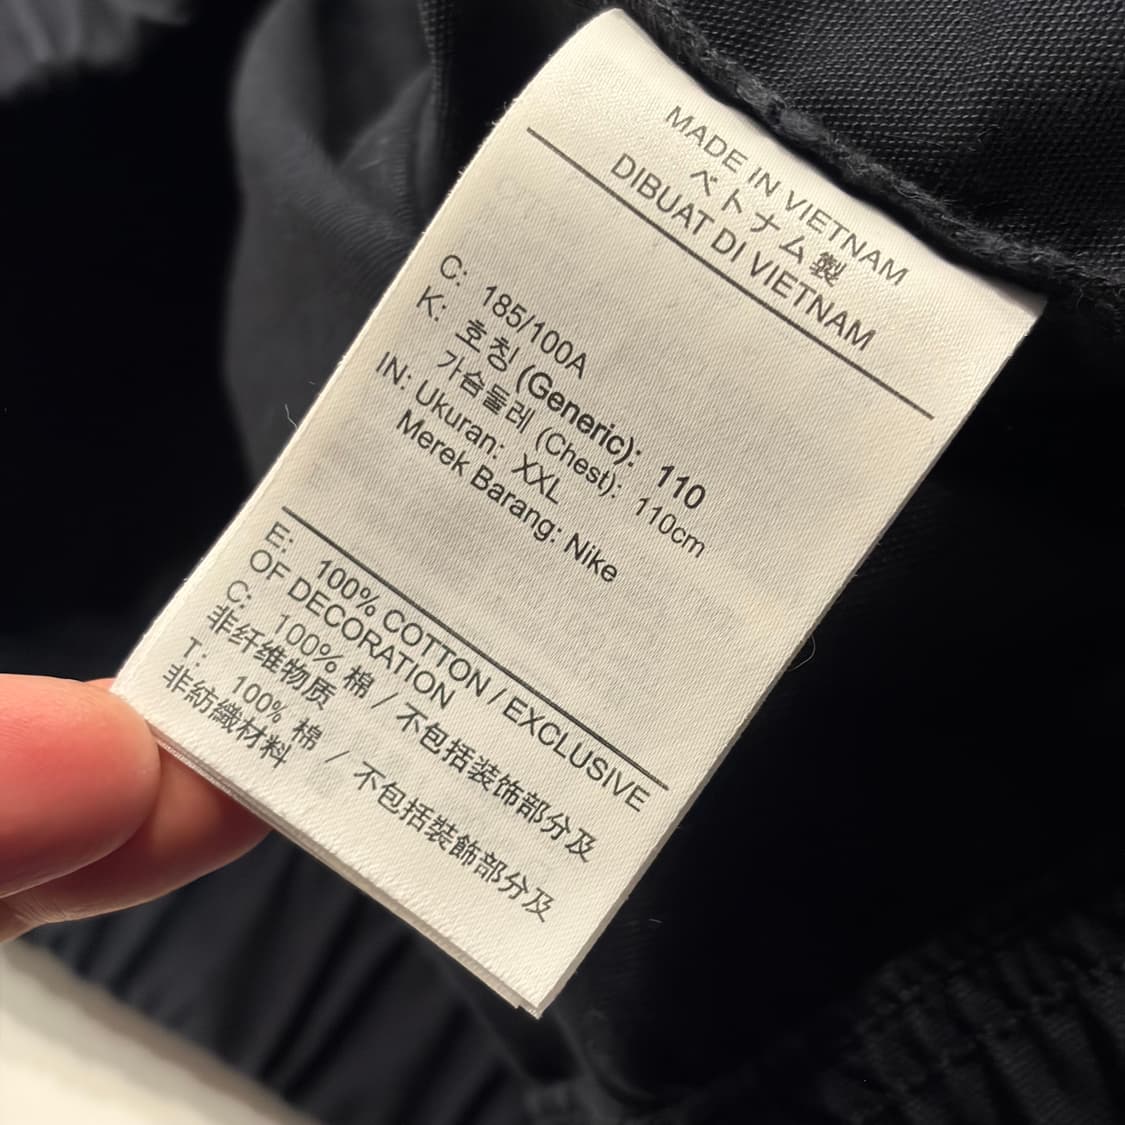 MADE IN VIETNAM
ベトナム製
DIBUAT DI VIETNAM
C: 185/100A
K: 호칭 (Generic): 110
가슴둘레 (Chest): 110cm
IN: Ukuran: XXL
Merek Barang: Nike
E: 100% COTTON / EXCLUSIVE
OF DECORATION
C: 100% 棉 / 不包括装饰部分及
非纤维物质
T: 100% 棉 / 不包括裝飾部分及
非紡織材料